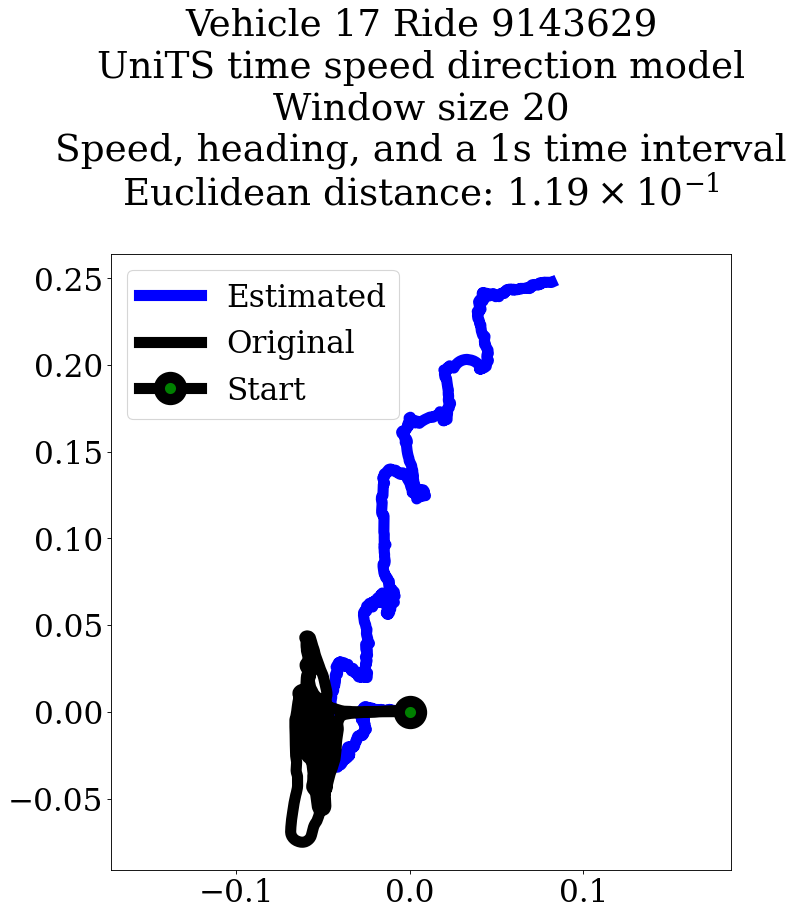 Vehicle 17 Ride 9143629
UniTS time speed direction model
Window size 20
Speed, heading, and a 1s time interval
Euclidean distance: 1.19 × 10⁻¹
Estimated
Original
Start
0.25
0.20
0.15
0.10
0.05
0.00
−0.05
−0.1
0.0
0.1